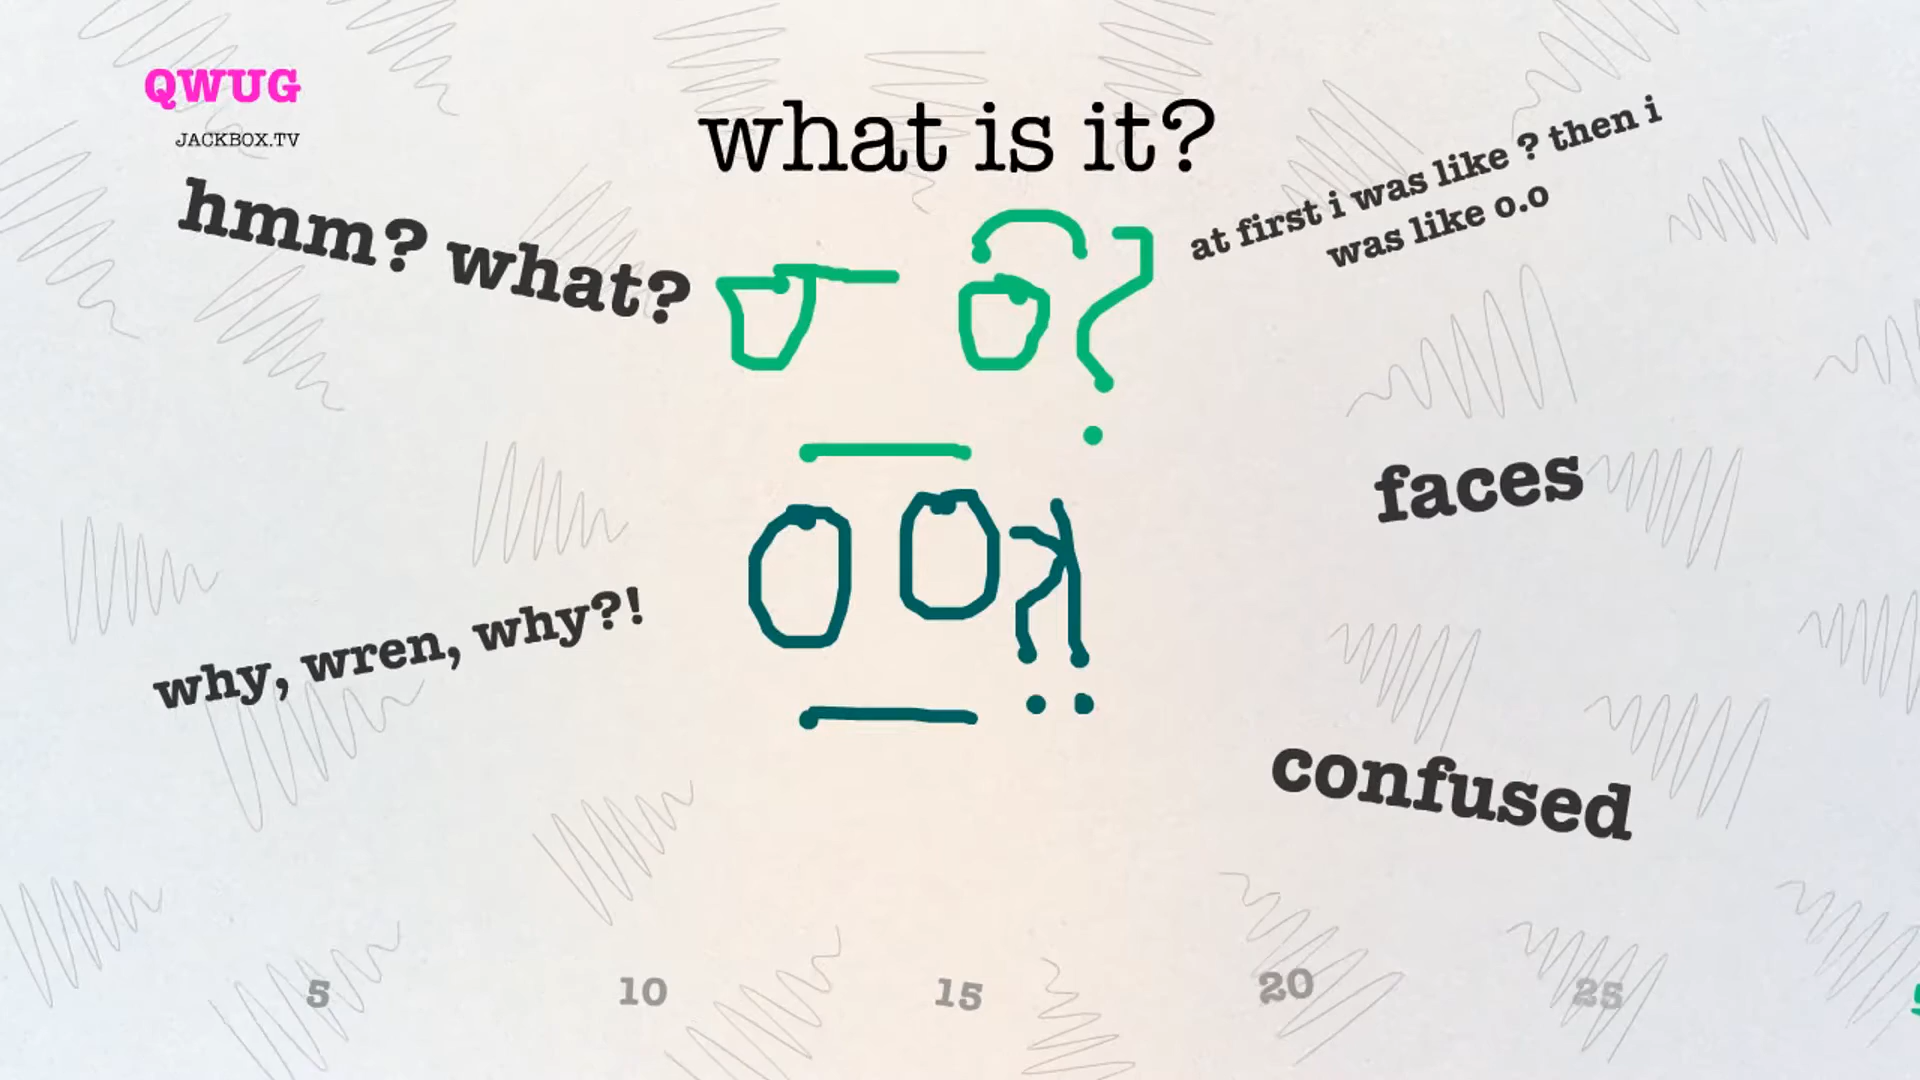 QWUG
JACKBOX.TV
what is it?
hmm? what?
at first i was like ? then i
was like o.o
faces
why, wren, why?!
confused
5
10
15
20
25